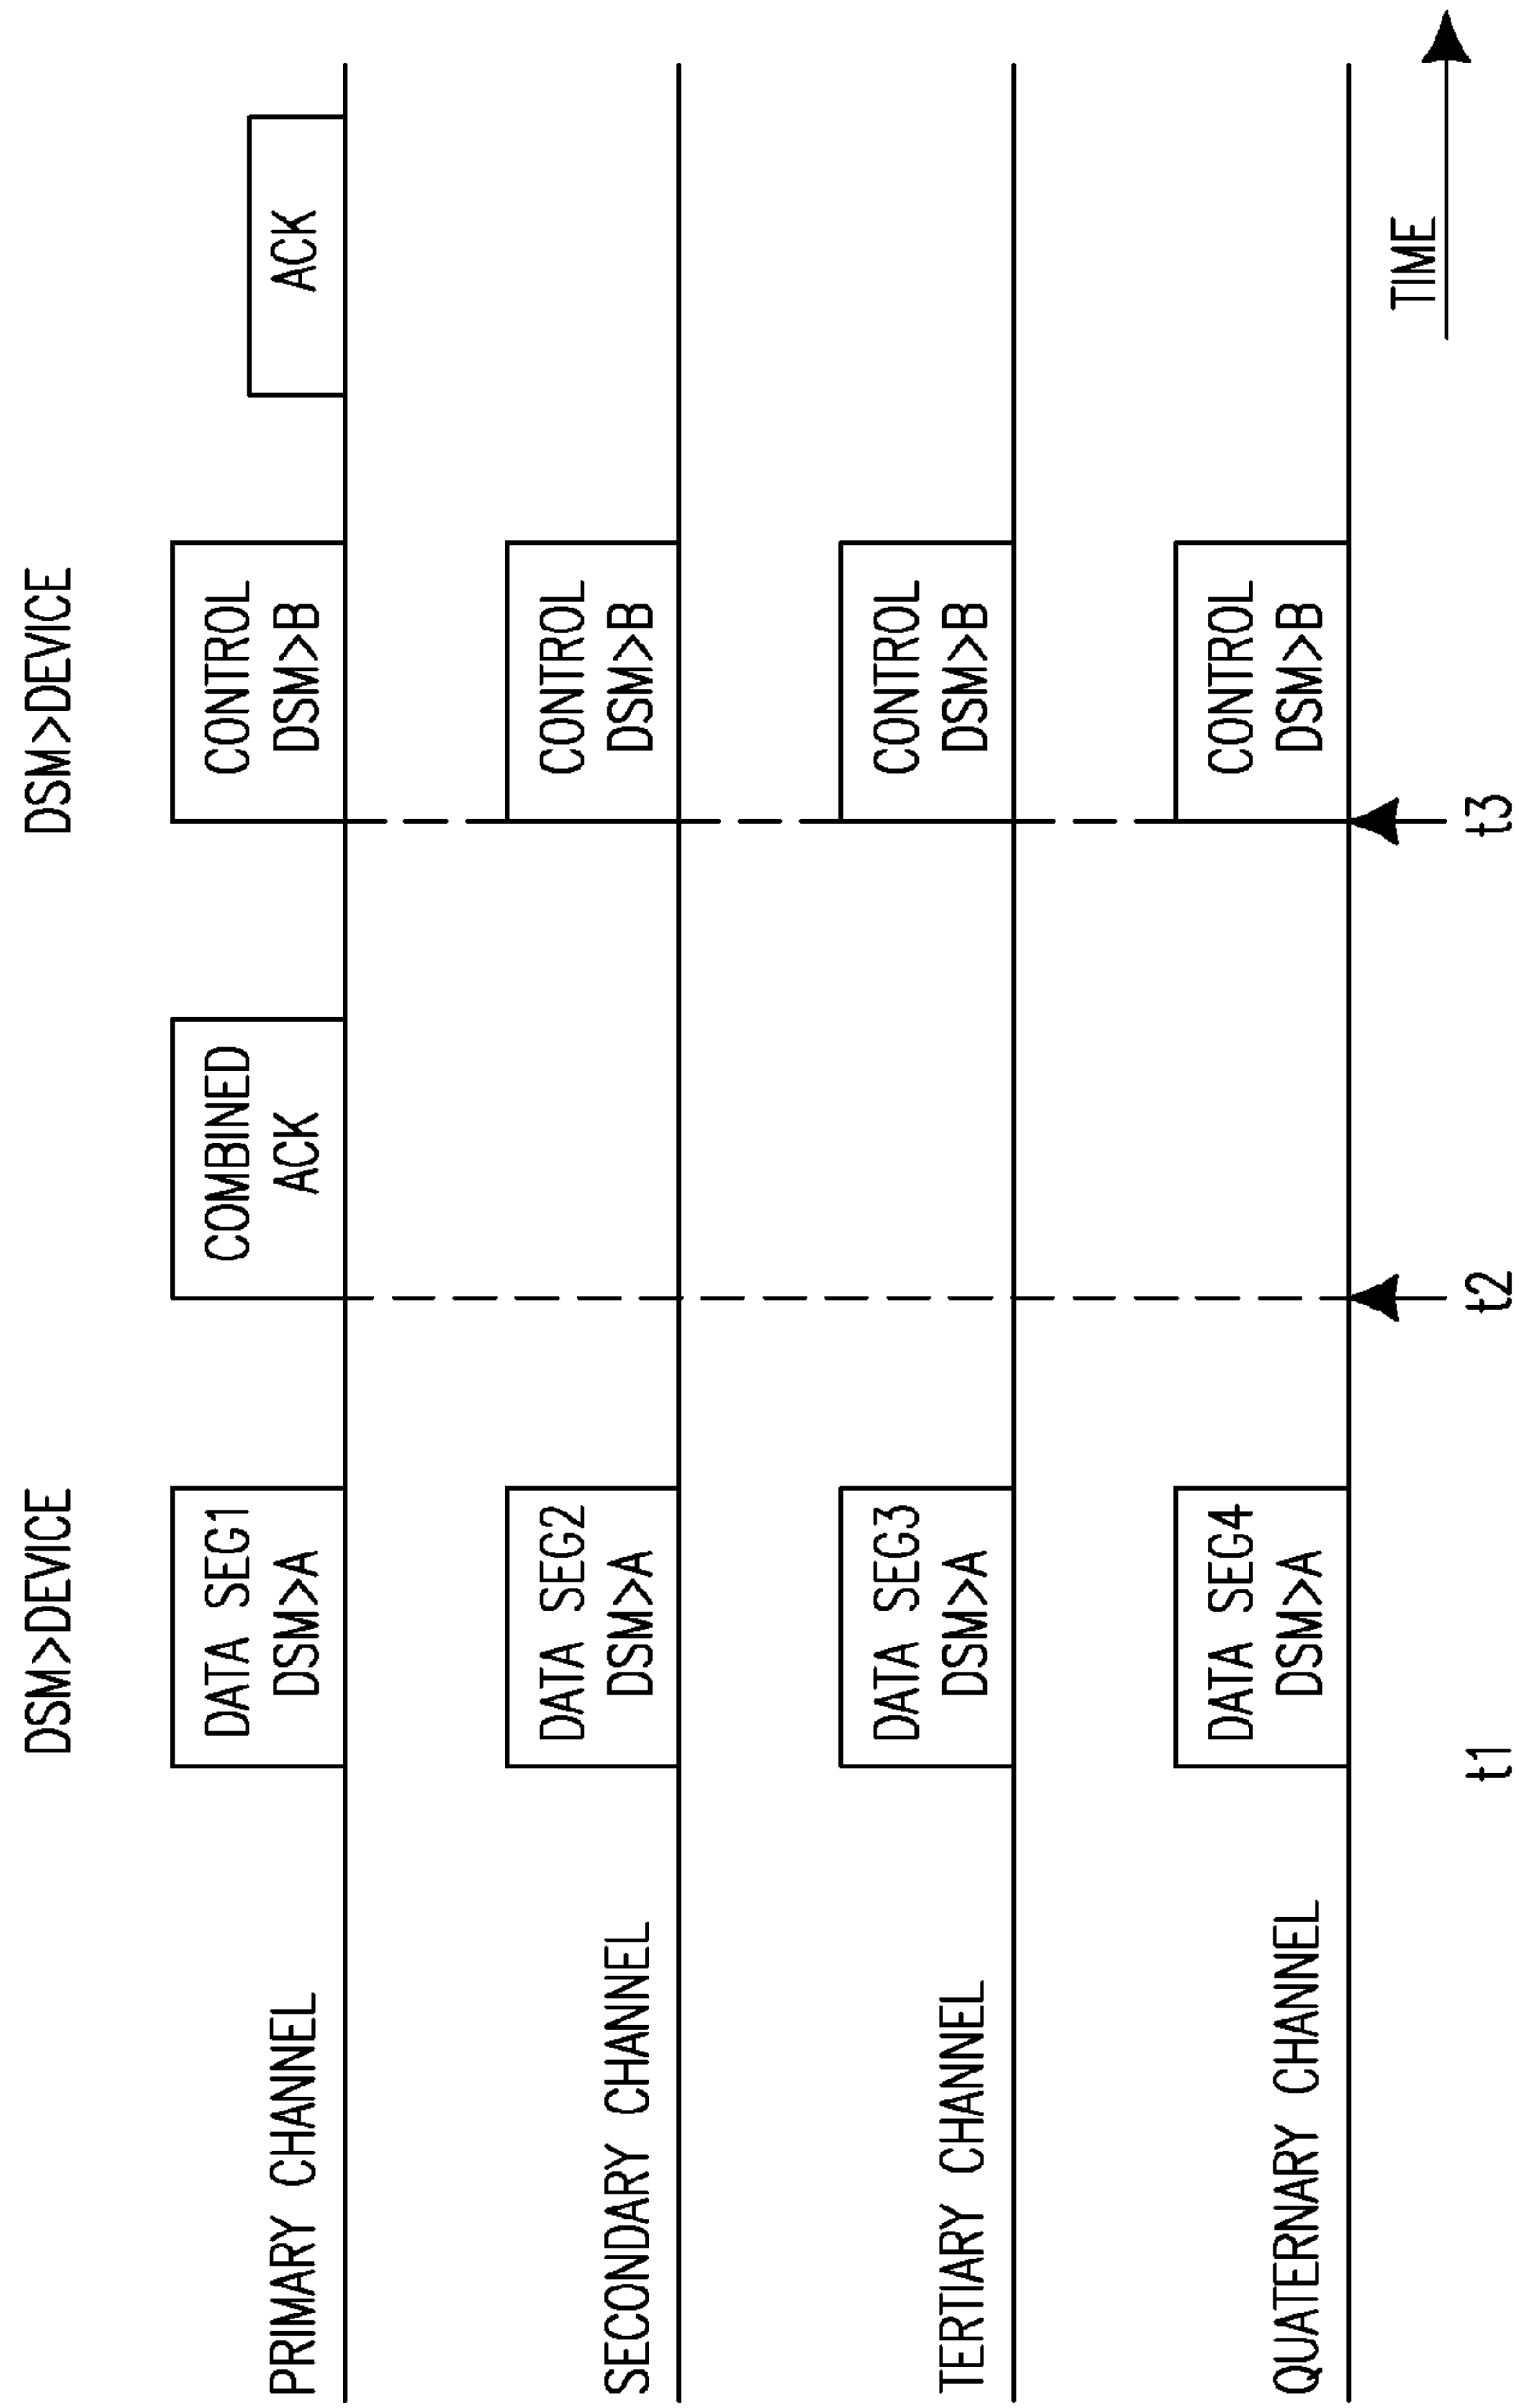 DSM>DEVICE
DSM>DEVICE
PRIMARY CHANNEL
DATA SEG1
DSM>A
COMBINED
ACK
CONTROL
DSM>B
ACK
SECONDARY CHANNEL
DATA SEG2
DSM>A
CONTROL
DSM>B
TERTIARY CHANNEL
DATA SEG3
DSM>A
CONTROL
DSM>B
QUATERNARY CHANNEL
DATA SEG4
DSM>A
CONTROL
DSM>B
TIME
t1
t2
t3